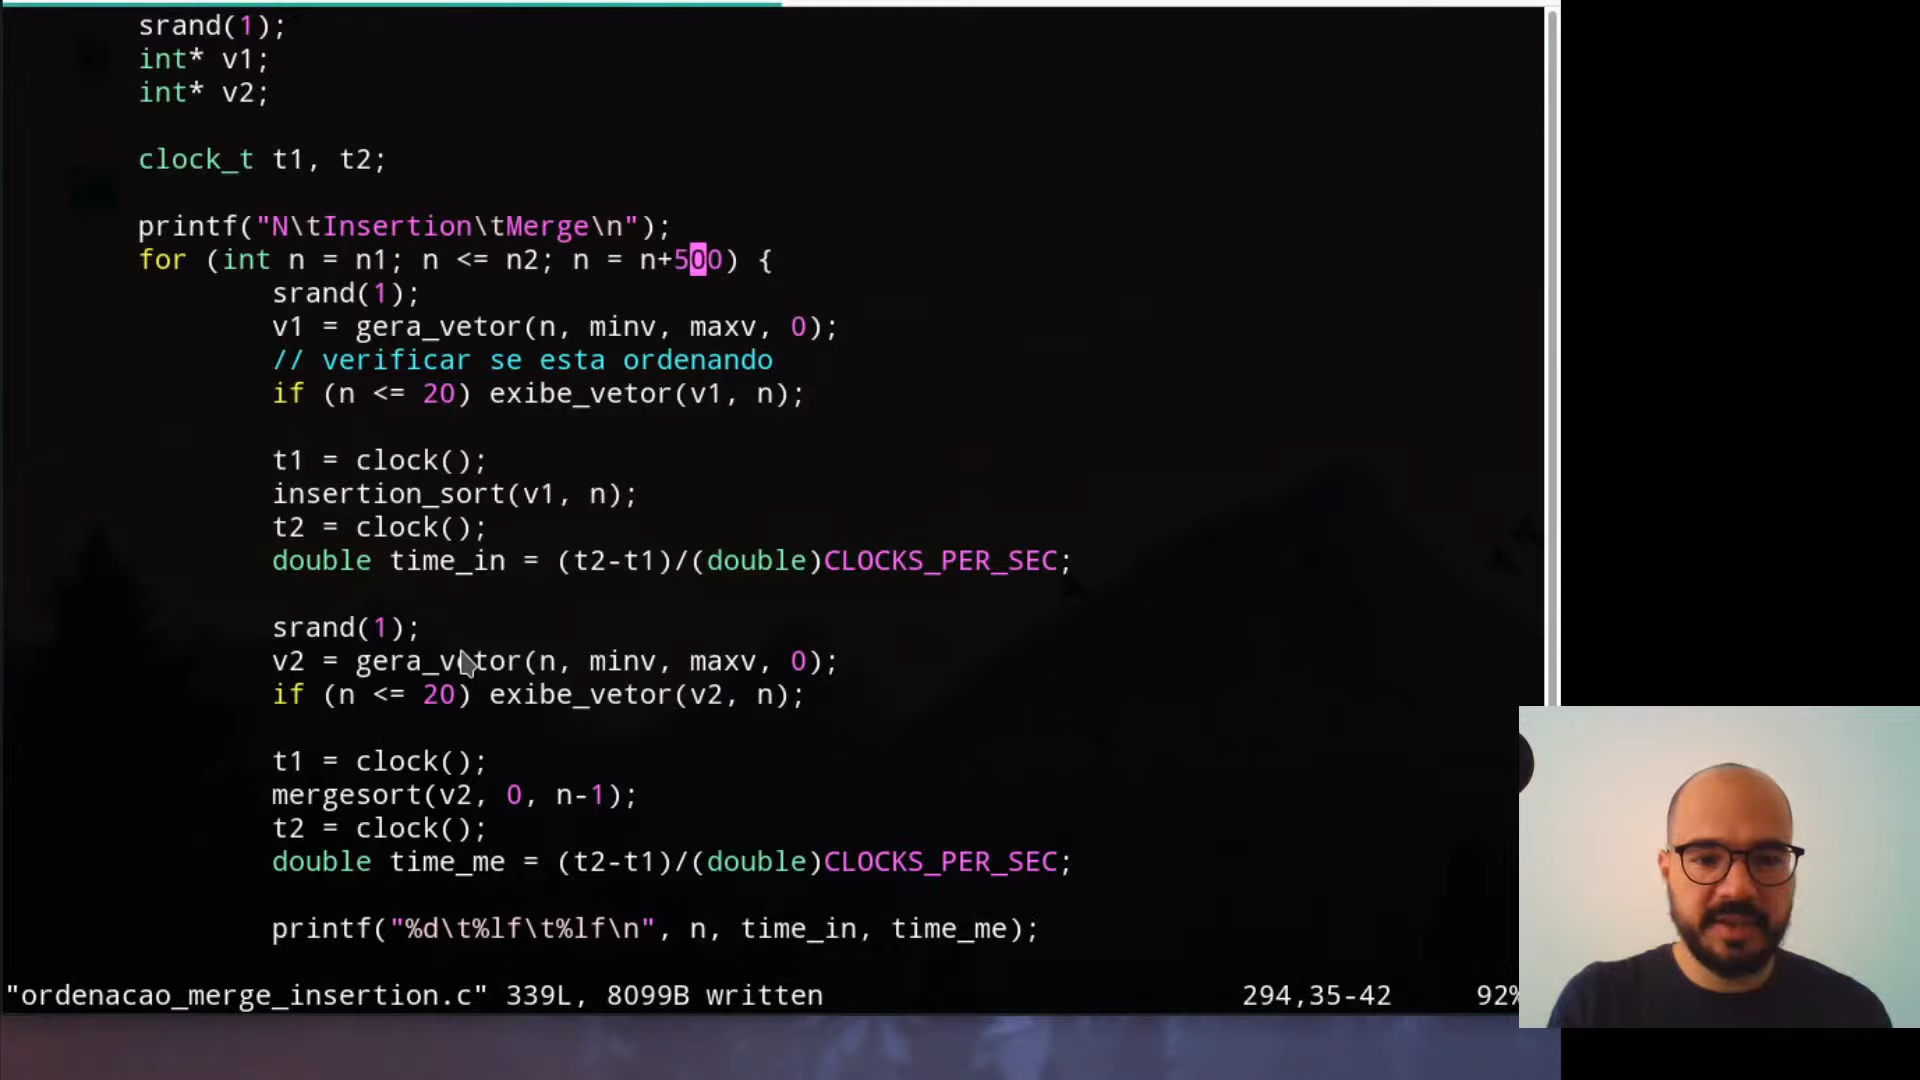 srand(1);
int* v1;
int* v2;
clock_t t1, t2;
printf("N\tInsertion\tMerge\n");
for (int n = n1; n <= n2; n = n+500) {
srand(1);
v1 = gera_vetor(n, minv, maxv, 0);
// verificar se esta ordenando
if (n <= 20) exibe_vetor(v1, n);
t1 = clock();
insertion_sort(v1, n);
t2 = clock();
double time_in = (t2-t1)/(double)CLOCKS_PER_SEC;
srand(1);
v2 = gera_vetor(n, minv, maxv, 0);
if (n <= 20) exibe_vetor(v2, n);
t1 = clock();
mergesort(v2, 0, n-1);
t2 = clock();
double time_me = (t2-t1)/(double)CLOCKS_PER_SEC;
printf("%d\t%lf\t%lf\n", n, time_in, time_me);
"ordenacao_merge_insertion.c" 339L, 8099B written 294,35-42 92%